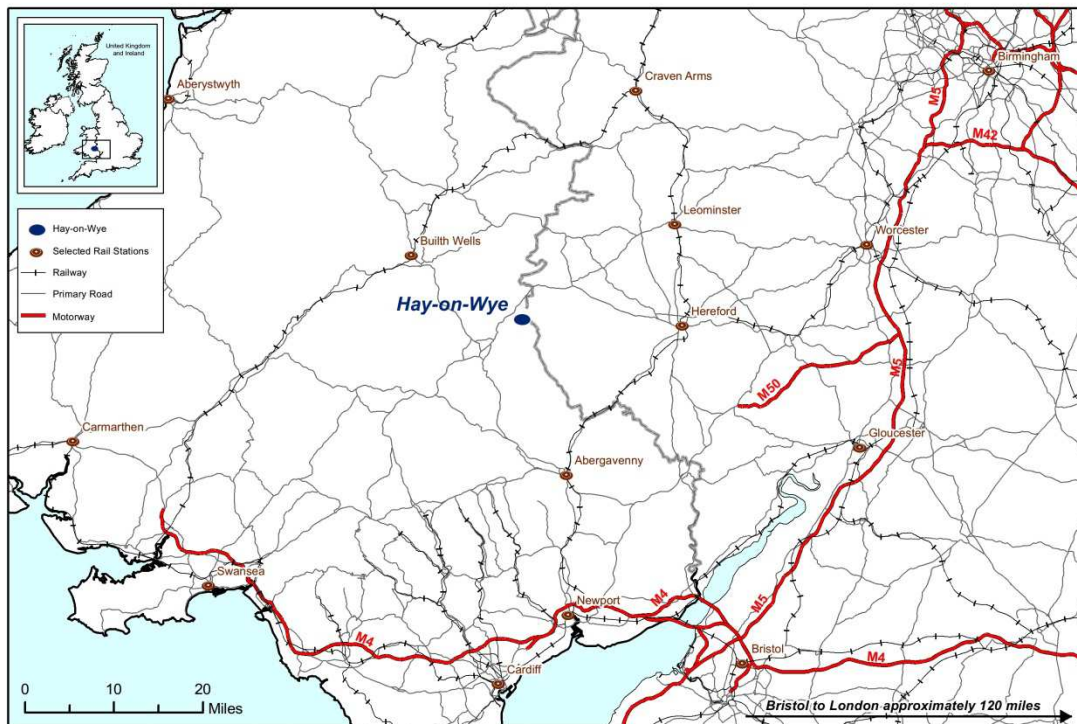 United Kingdom
and Ireland
Aberystwyth
Craven Arms
Birmingham
M5
M42
Hay-on-Wye
Selected Rail Stations
Railway
Primary Road
Motorway
Leominster
Worcester
Builth Wells
Hay-on-Wye
Hereford
M5
M50
Carmarthen
Gloucester
Abergavenny
Swansea
Newport
M4
M5
M4
Cardiff
Bristol
M4
0 10 20
Miles
Bristol to London approximately 120 miles